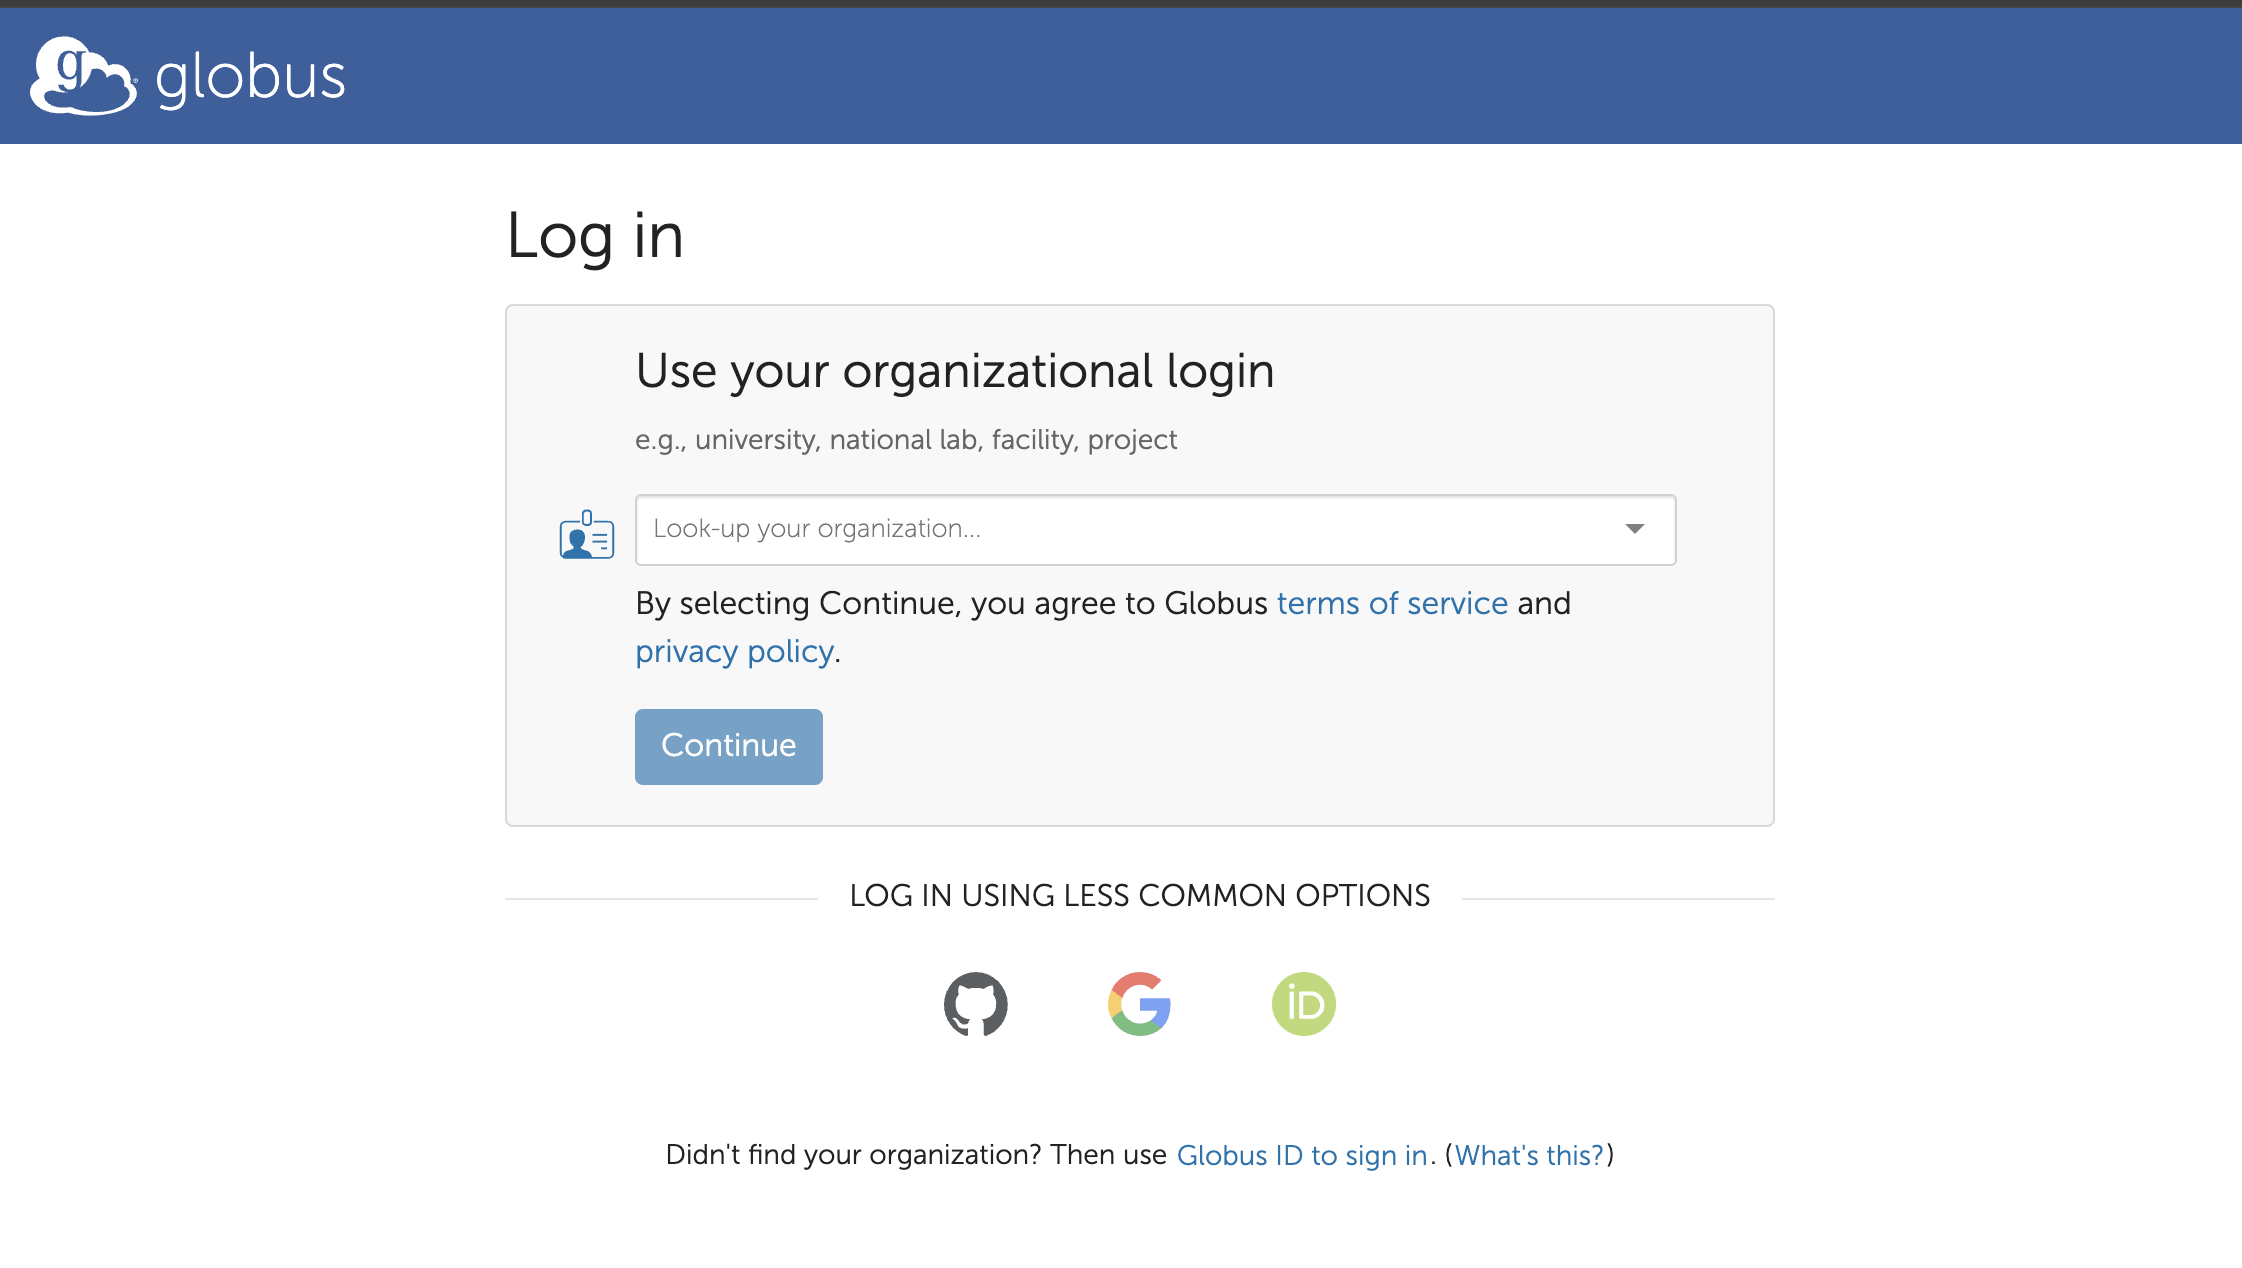 globus
Log in
Use your organizational login
e.g., university, national lab, facility, project
Look-up your organization...
By selecting Continue, you agree to Globus terms of service and
privacy policy.
Continue
LOG IN USING LESS COMMON OPTIONS
iD
Didn't find your organization? Then use Globus ID to sign in. (What's this?)